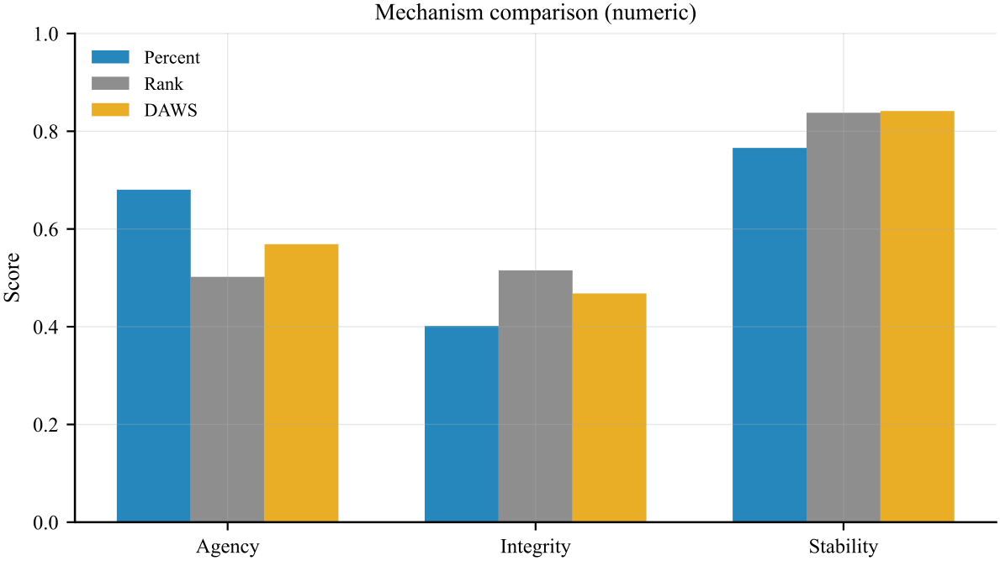 Mechanism comparison (numeric)
1.0
0.8
0.6
0.4
0.2
0.0
Score
Percent
Rank
DAWS
Agency
Integrity
Stability